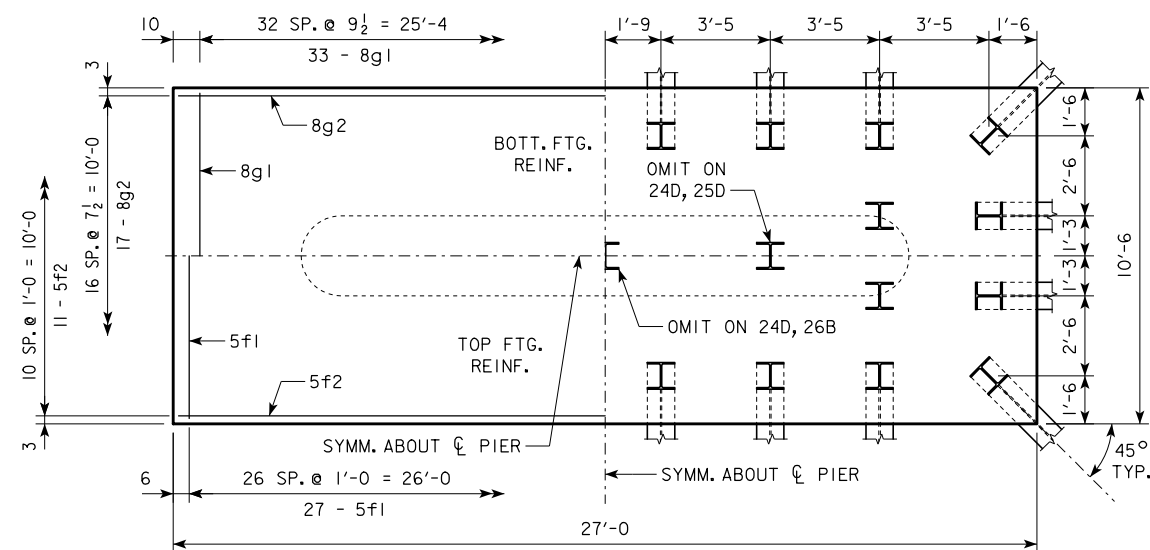 10
32 SP. @ 9 1/2 = 25'-4
33 - 8g1
1'-9
3'-5
3'-5
3'-5
1'-6
3
8g2
BOTT. FTG.
REINF.
OMIT ON
24D, 25D
8g1
16 SP. @ 7 1/2 = 10'-0
17 - 8g2
10 SP. @ 1'-0 = 10'-0
11 - 5f2
1'-6
2'-6
1'-3
1'-3
2'-6
1'-6
10'-6
OMIT ON 24D, 26B
5f1
TOP FTG.
REINF.
5f2
3
SYMM. ABOUT ℄ PIER
SYMM. ABOUT ℄ PIER
45°
TYP.
6
26 SP. @ 1'-0 = 26'-0
27 - 5f1
27'-0